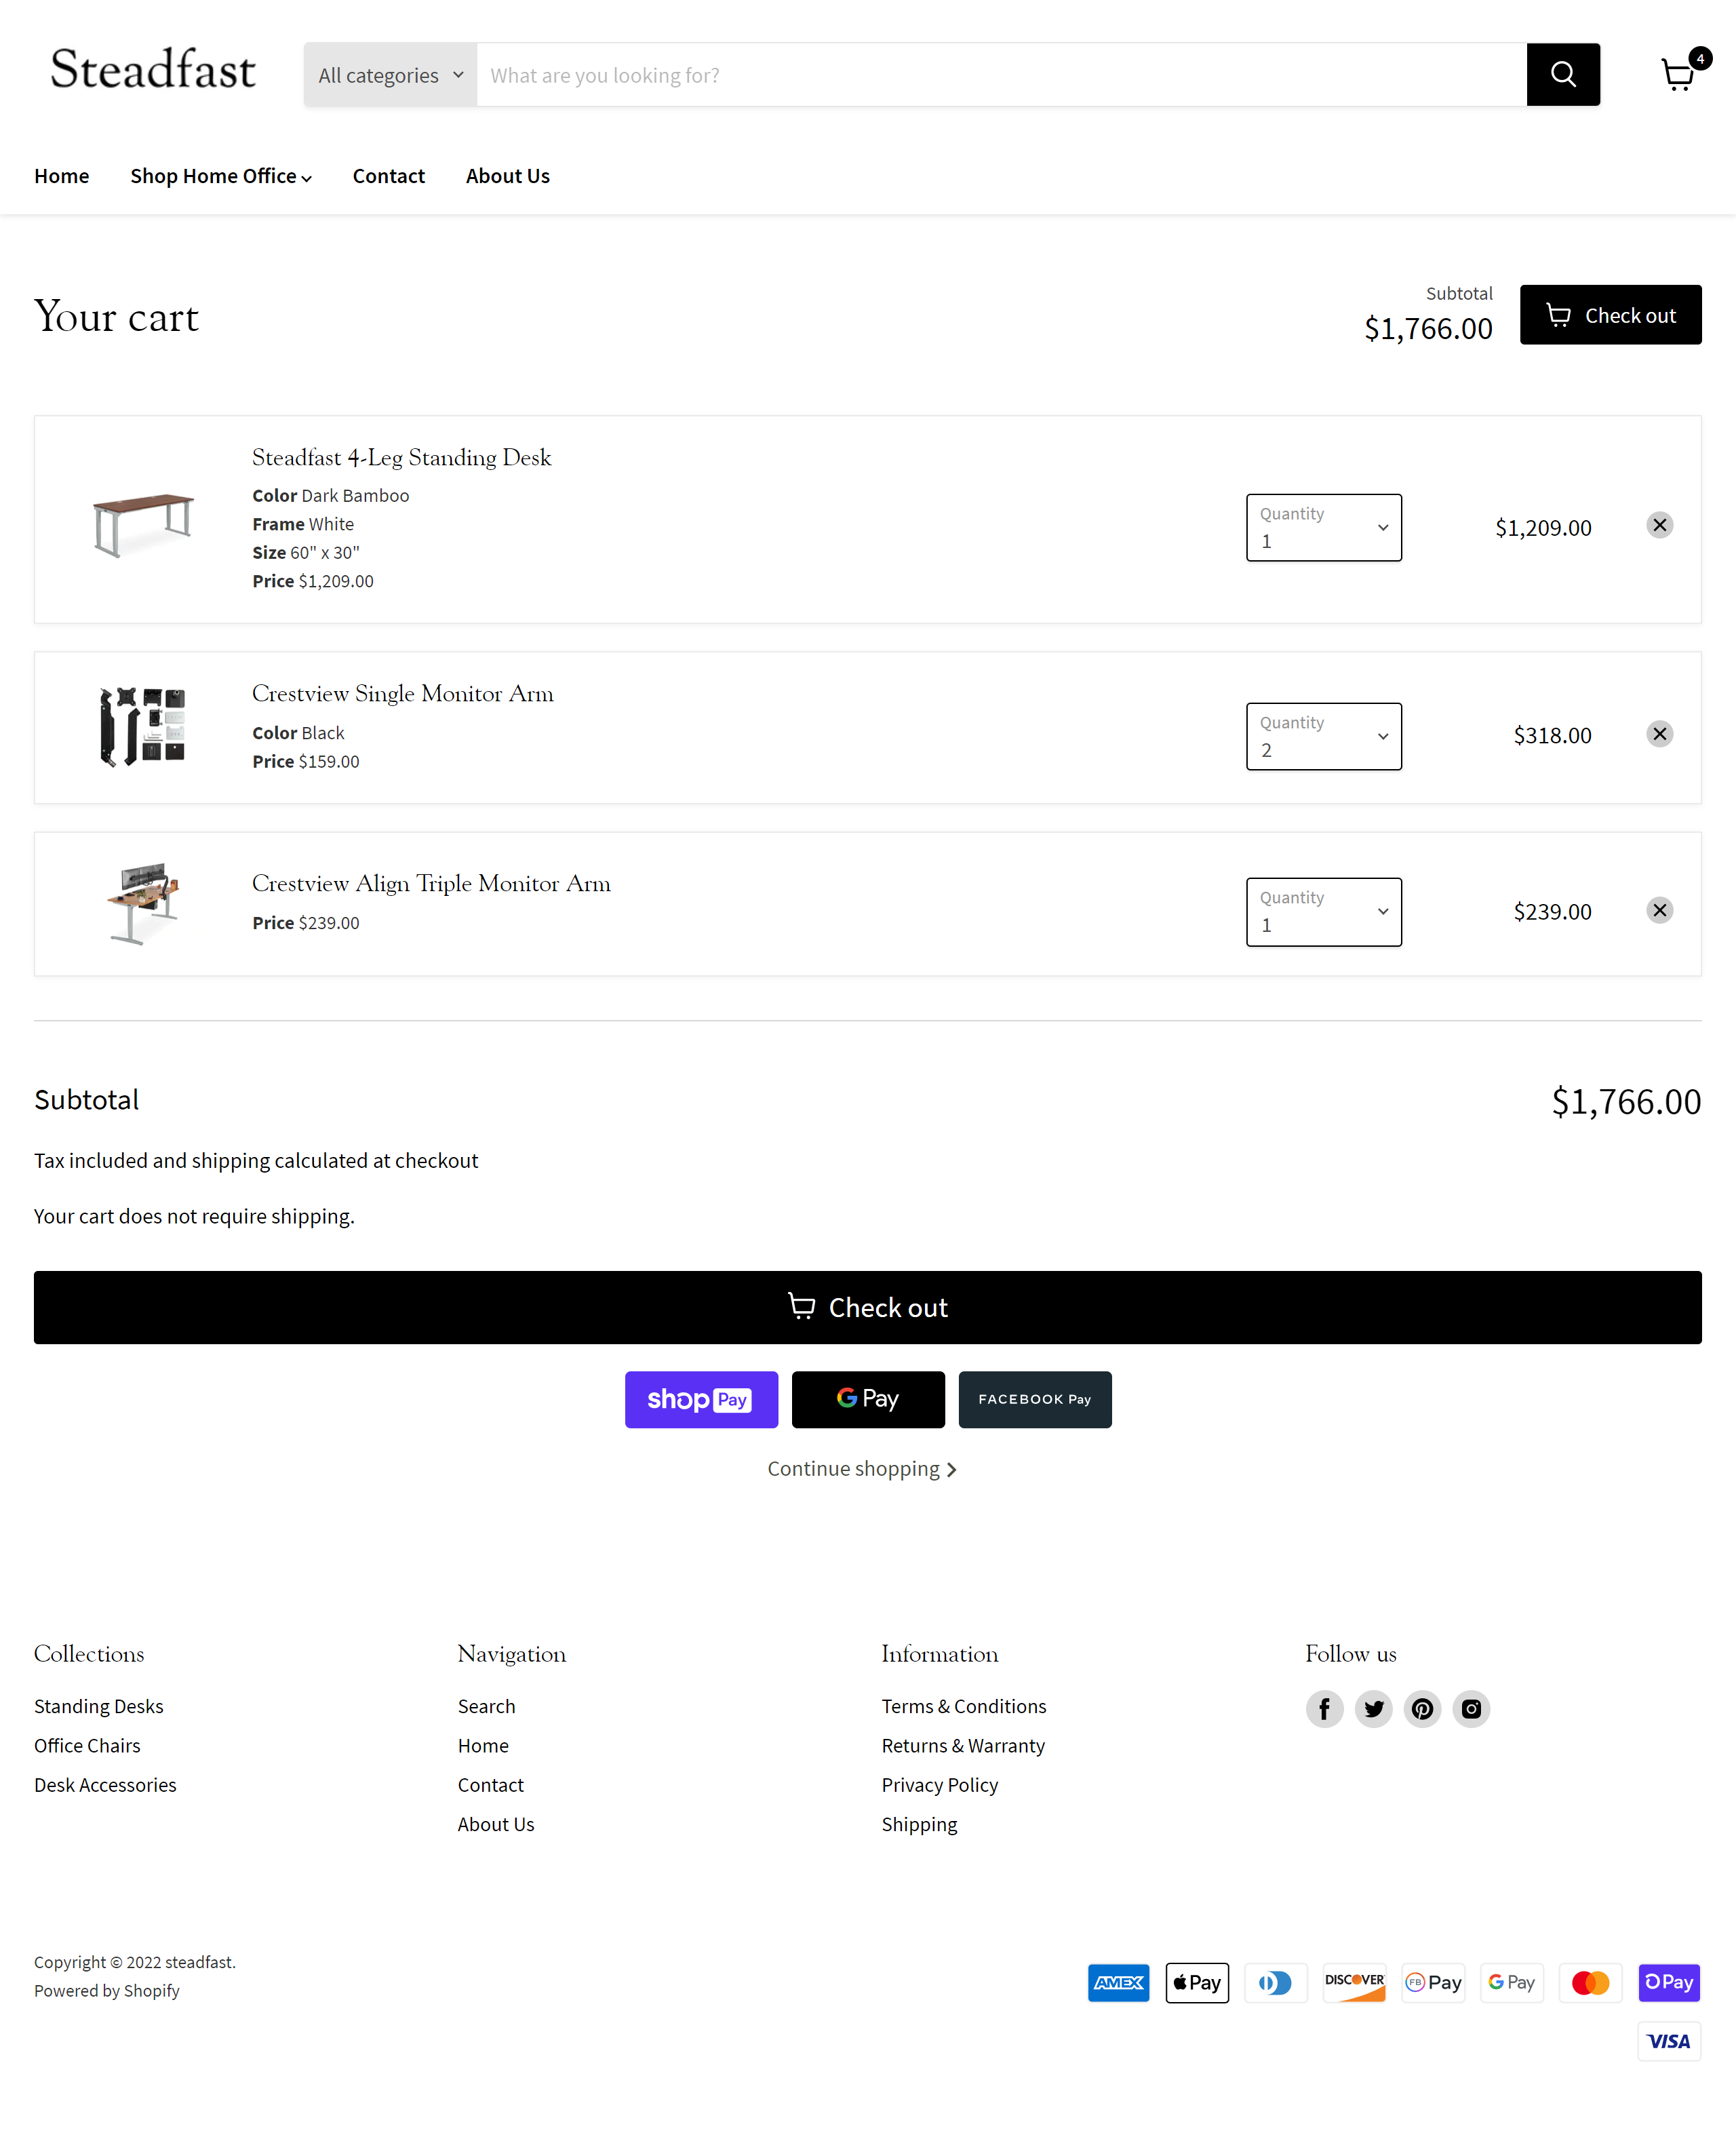 Steadfast
All categories
What are you looking for?
4
Home
Shop Home Office
Contact
About Us
Your cart
Subtotal
$1,766.00
Check out
Steadfast 4-Leg Standing Desk
Color Dark Bamboo
Frame White
Size 60" x 30"
Price $1,209.00
Quantity
1
$1,209.00
Crestview Single Monitor Arm
Color Black
Price $159.00
Quantity
2
$318.00
Crestview Align Triple Monitor Arm
Price $239.00
Quantity
1
$239.00
Subtotal
$1,766.00
Tax included and shipping calculated at checkout
Your cart does not require shipping.
Check out
shop Pay
G Pay
FACEBOOK Pay
Continue shopping
Collections
Standing Desks
Office Chairs
Desk Accessories
Navigation
Search
Home
Contact
About Us
Information
Terms & Conditions
Returns & Warranty
Privacy Policy
Shipping
Follow us
Copyright © 2022 steadfast.
Powered by Shopify
AMEX
Pay
DISCOVER
FB Pay
G Pay
Pay
VISA